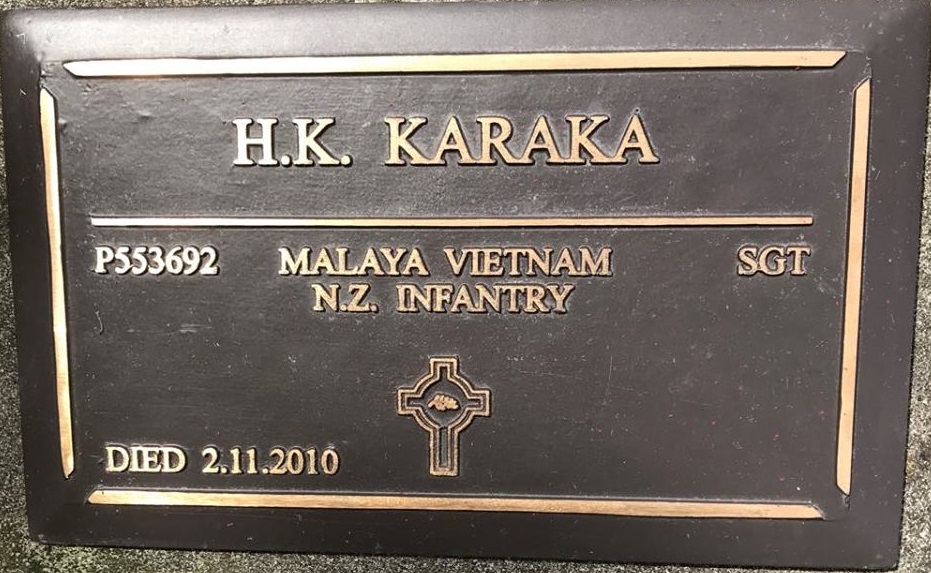 H.K. KARAKA
P553692 MALAYA VIETNAM SGT
N.Z. INFANTRY
DIED 2.11.2010